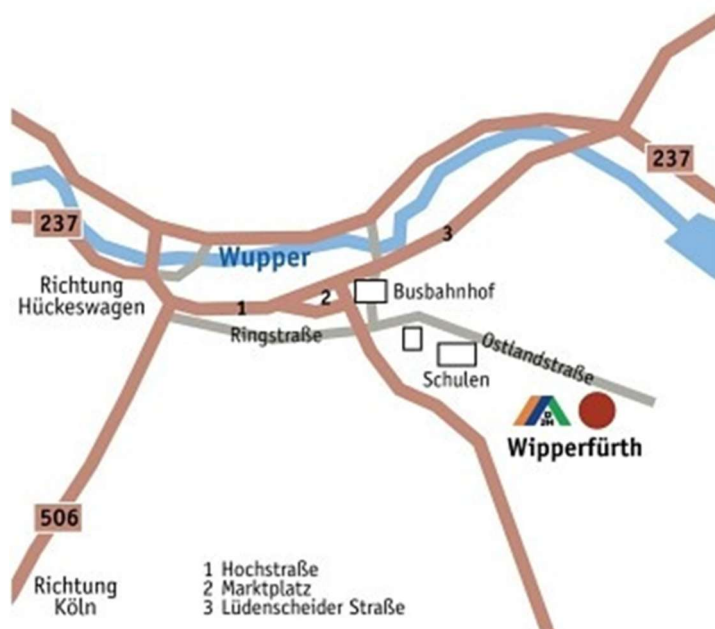 237
237
3
Wupper
Richtung
Hückeswagen
Busbahnhof
2
1
Ringstraße
Ostlandstraße
Schulen
D
JH
Wipperfürth
506
Richtung
Köln
1 Hochstraße
2 Marktplatz
3 Lüdenscheider Straße